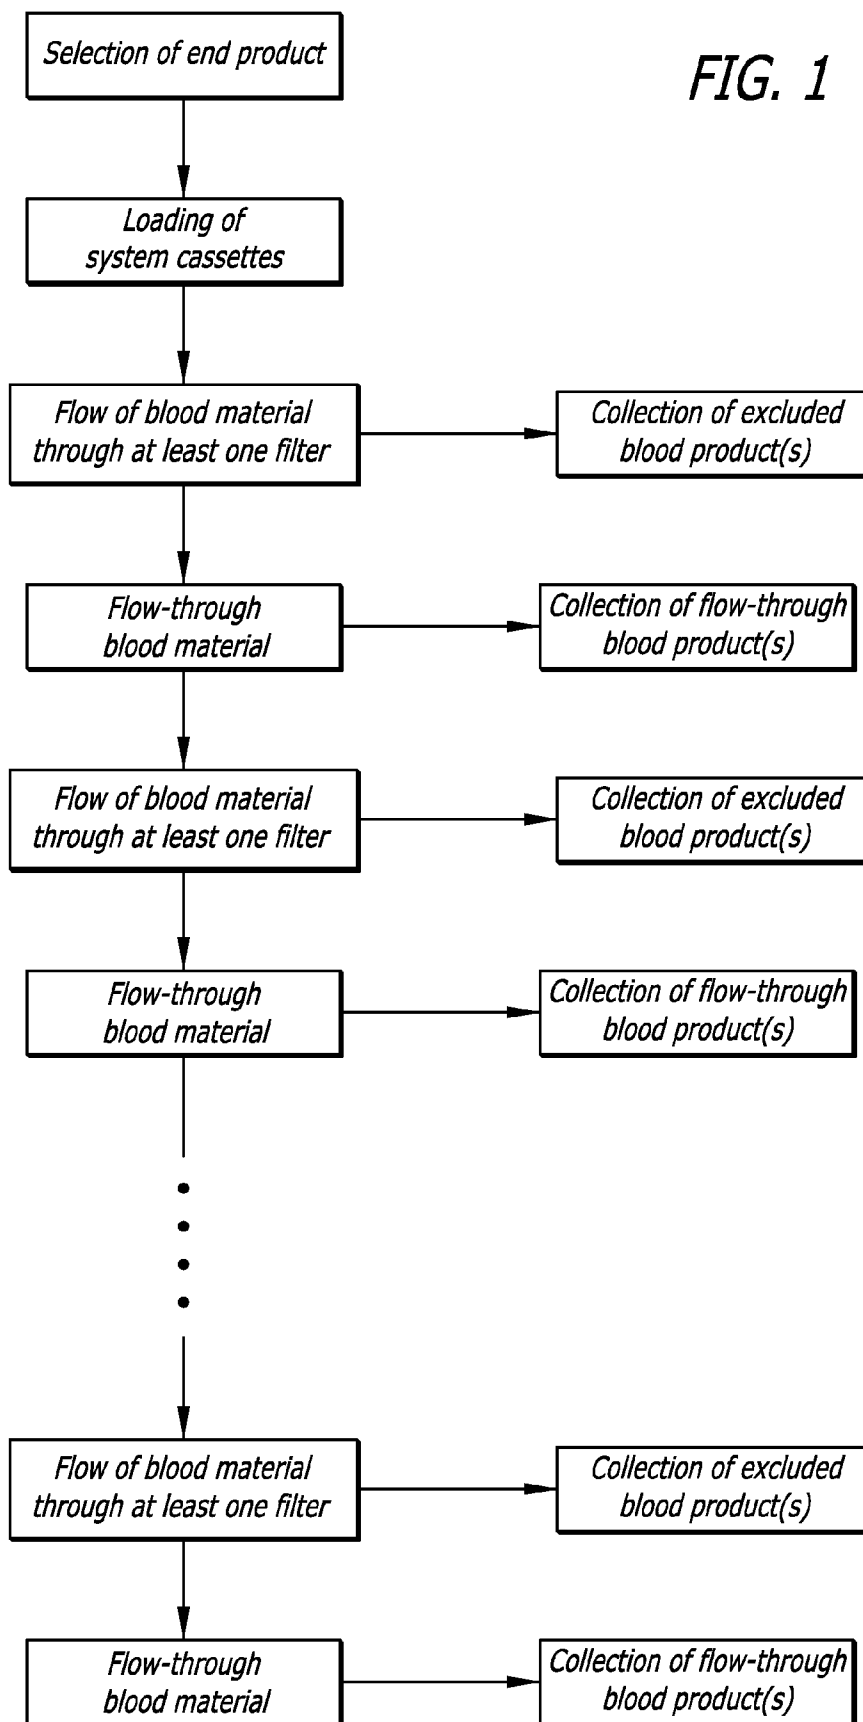 Selection of end product
FIG. 1
Loading of
system cassettes
Flow of blood material
through at least one filter
Collection of excluded
blood product(s)
Flow-through
blood material
Collection of flow-through
blood product(s)
Flow of blood material
through at least one filter
Collection of excluded
blood product(s)
Flow-through
blood material
Collection of flow-through
blood product(s)
Flow of blood material
through at least one filter
Collection of excluded
blood product(s)
Flow-through
blood material
Collection of flow-through
blood product(s)